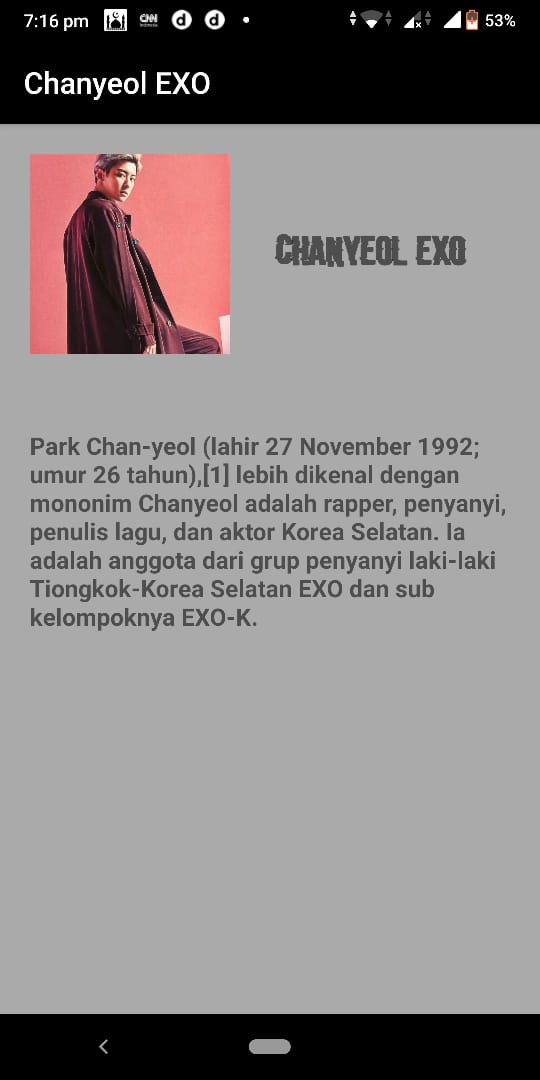 7:16 pm CNN Indonesia d d 53%
Chanyeol EXO
CHANYEOL EXO
Park Chan-yeol (lahir 27 November 1992;
umur 26 tahun),[1] lebih dikenal dengan
mononim Chanyeol adalah rapper, penyanyi,
penulis lagu, dan aktor Korea Selatan. Ia
adalah anggota dari grup penyanyi laki-laki
Tiongkok-Korea Selatan EXO dan sub
kelompoknya EXO-K.